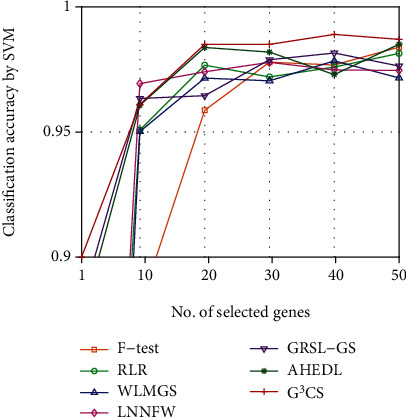 Classification accuracy by SVM
1
0.95
0.9
1
10
20
30
40
50
No. of selected genes
F-test
RLR
WLMGS
LNNFW
GRSL-GS
AHEDL
G³CS